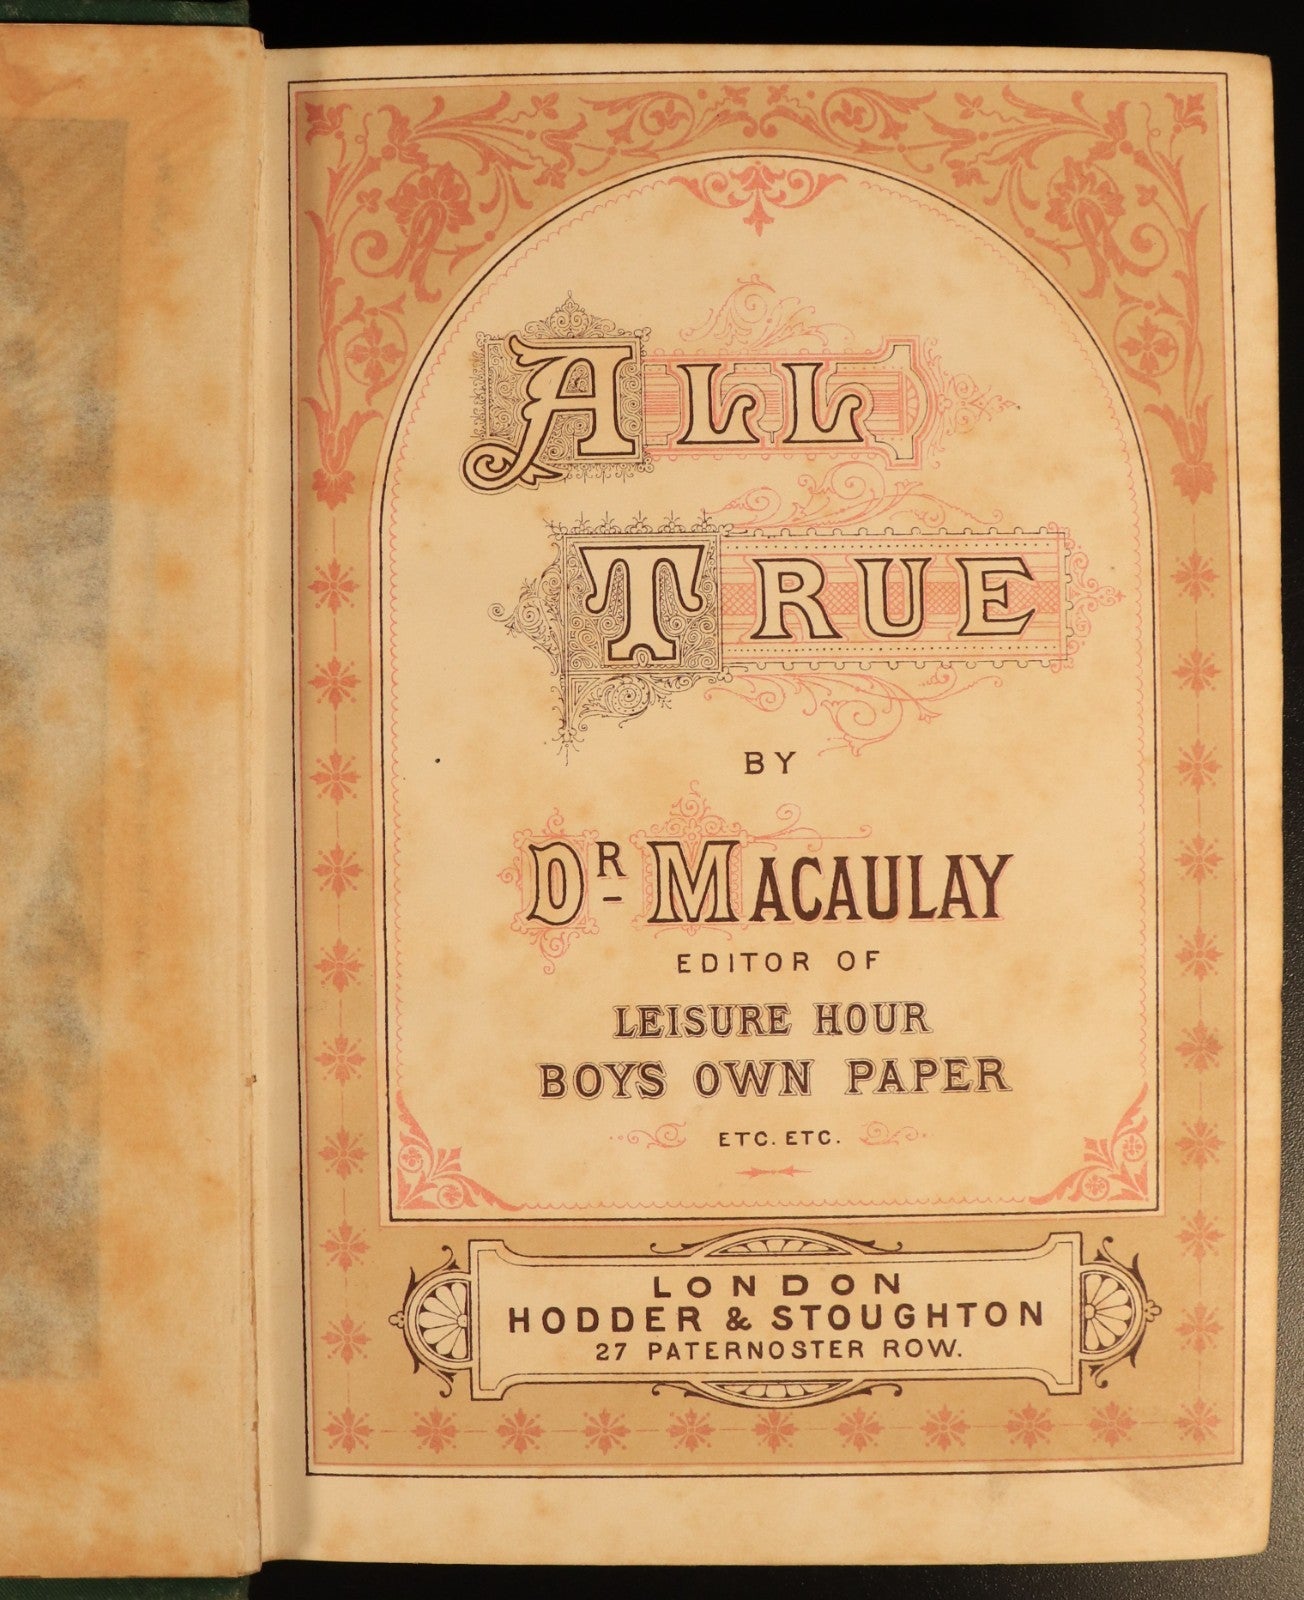 ALL
TRUE
BY
DR MACAULAY
EDITOR OF
LEISURE HOUR
BOYS OWN PAPER
ETC. ETC.
LONDON
HODDER & STOUGHTON
27 PATERNOSTER ROW.